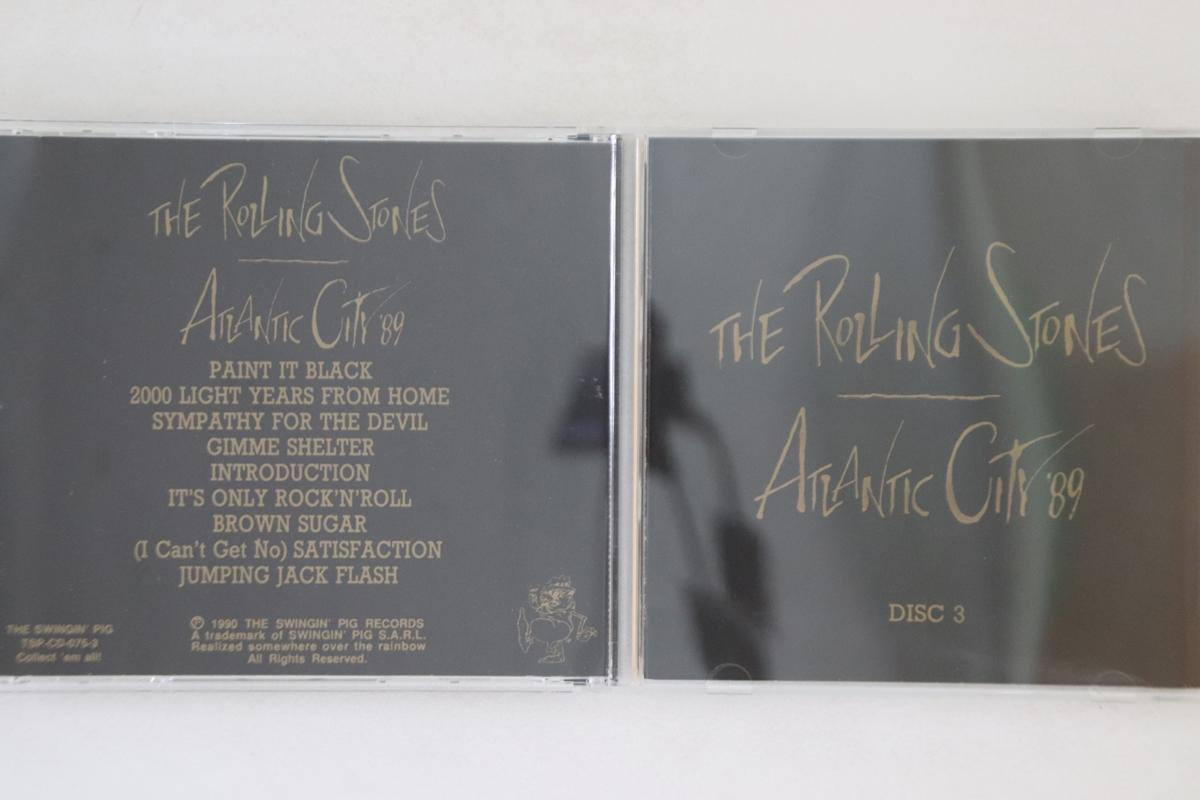 THE ROLLING STONES
ATLANTIC CITY '89
PAINT IT BLACK
2000 LIGHT YEARS FROM HOME
SYMPATHY FOR THE DEVIL
GIMME SHELTER
INTRODUCTION
IT'S ONLY ROCK'N'ROLL
BROWN SUGAR
(I Can't Get No) SATISFACTION
JUMPING JACK FLASH
THE SWINGIN' PIG
TSP-CD-075-3
Collect 'em all!
℗ 1990 THE SWINGIN' PIG RECORDS
A trademark of SWINGIN' PIG S.A.R.L.
Realized somewhere over the rainbow
All Rights Reserved.
THE ROLLING STONES
ATLANTIC CITY '89
DISC 3